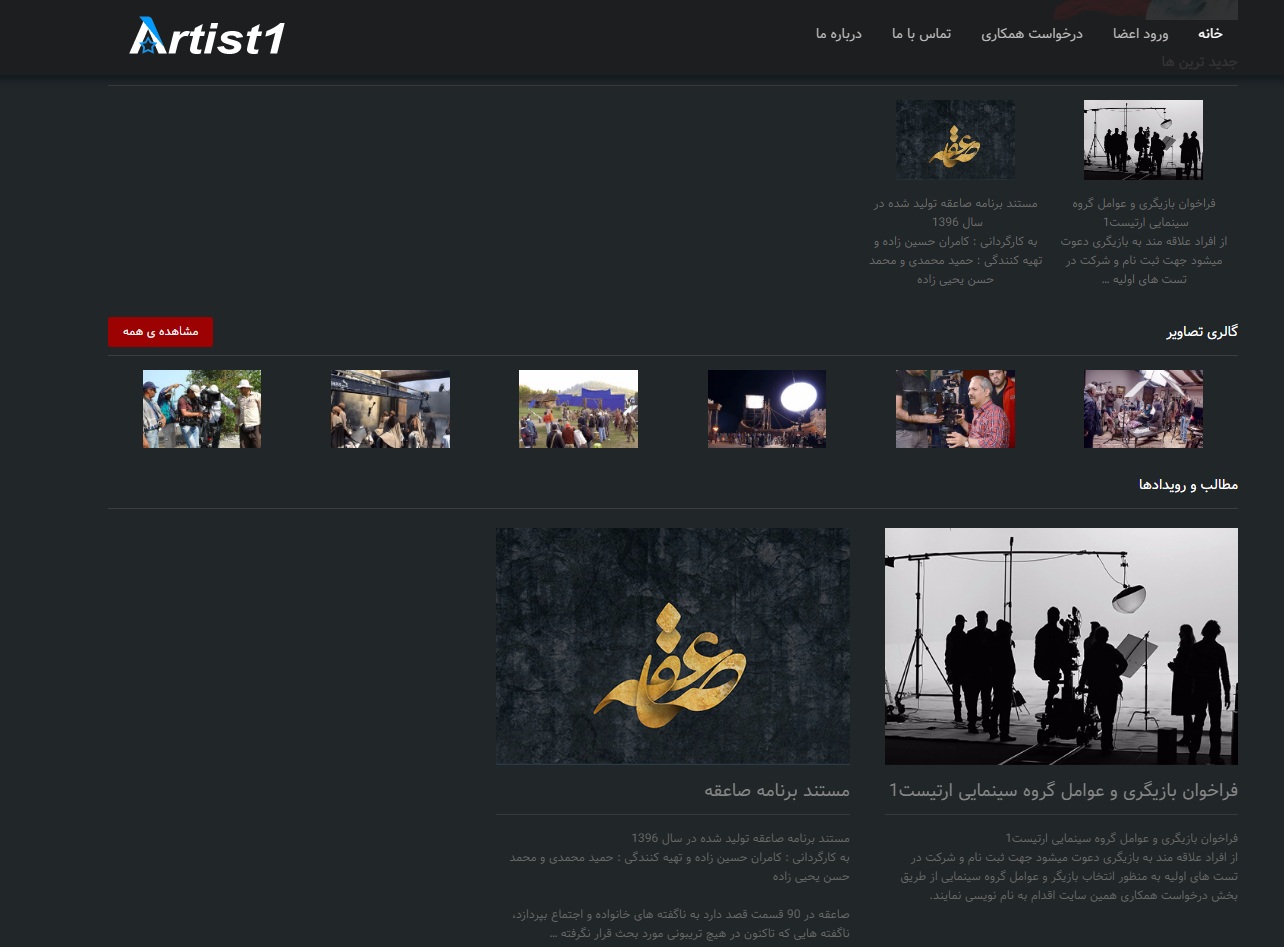 Artist1
خانه
ورود اعضا
درخواست همکاری
تماس با ما
درباره ما
جدید ترین ها
فراخوان بازیگری و عوامل گروه
سینمایی ارتیست1
از افراد علاقه مند به بازیگری دعوت
میشود جهت ثبت نام و شرکت در
تست های اولیه ...
صاعقه
مستند برنامه صاعقه تولید شده در
سال 1396
به کارگردانی : کامران حسین زاده و
تهیه کنندگی : حمید محمدی و محمد
حسن یحیی زاده
گالری تصاویر
مشاهده ی همه
مطالب و رویدادها
فراخوان بازیگری و عوامل گروه سینمایی ارتیست1
فراخوان بازیگری و عوامل گروه سینمایی ارتیست1
از افراد علاقه مند به بازیگری دعوت میشود جهت ثبت نام و شرکت در
تست های اولیه به منظور انتخاب بازیگر و عوامل گروه سینمایی از طریق
بخش درخواست همکاری همین سایت اقدام به نام نویسی نمایند.
صاعقه
مستند برنامه صاعقه
مستند برنامه صاعقه تولید شده در سال 1396
به کارگردانی : کامران حسین زاده و تهیه کنندگی : حمید محمدی و محمد
حسن یحیی زاده
صاعقه در 90 قسمت قصد دارد به ناگفته های خانواده و اجتماع بپردازد،
ناگفته هایی که تاکنون در هیچ تریبونی مورد بحث قرار نگرفته ...